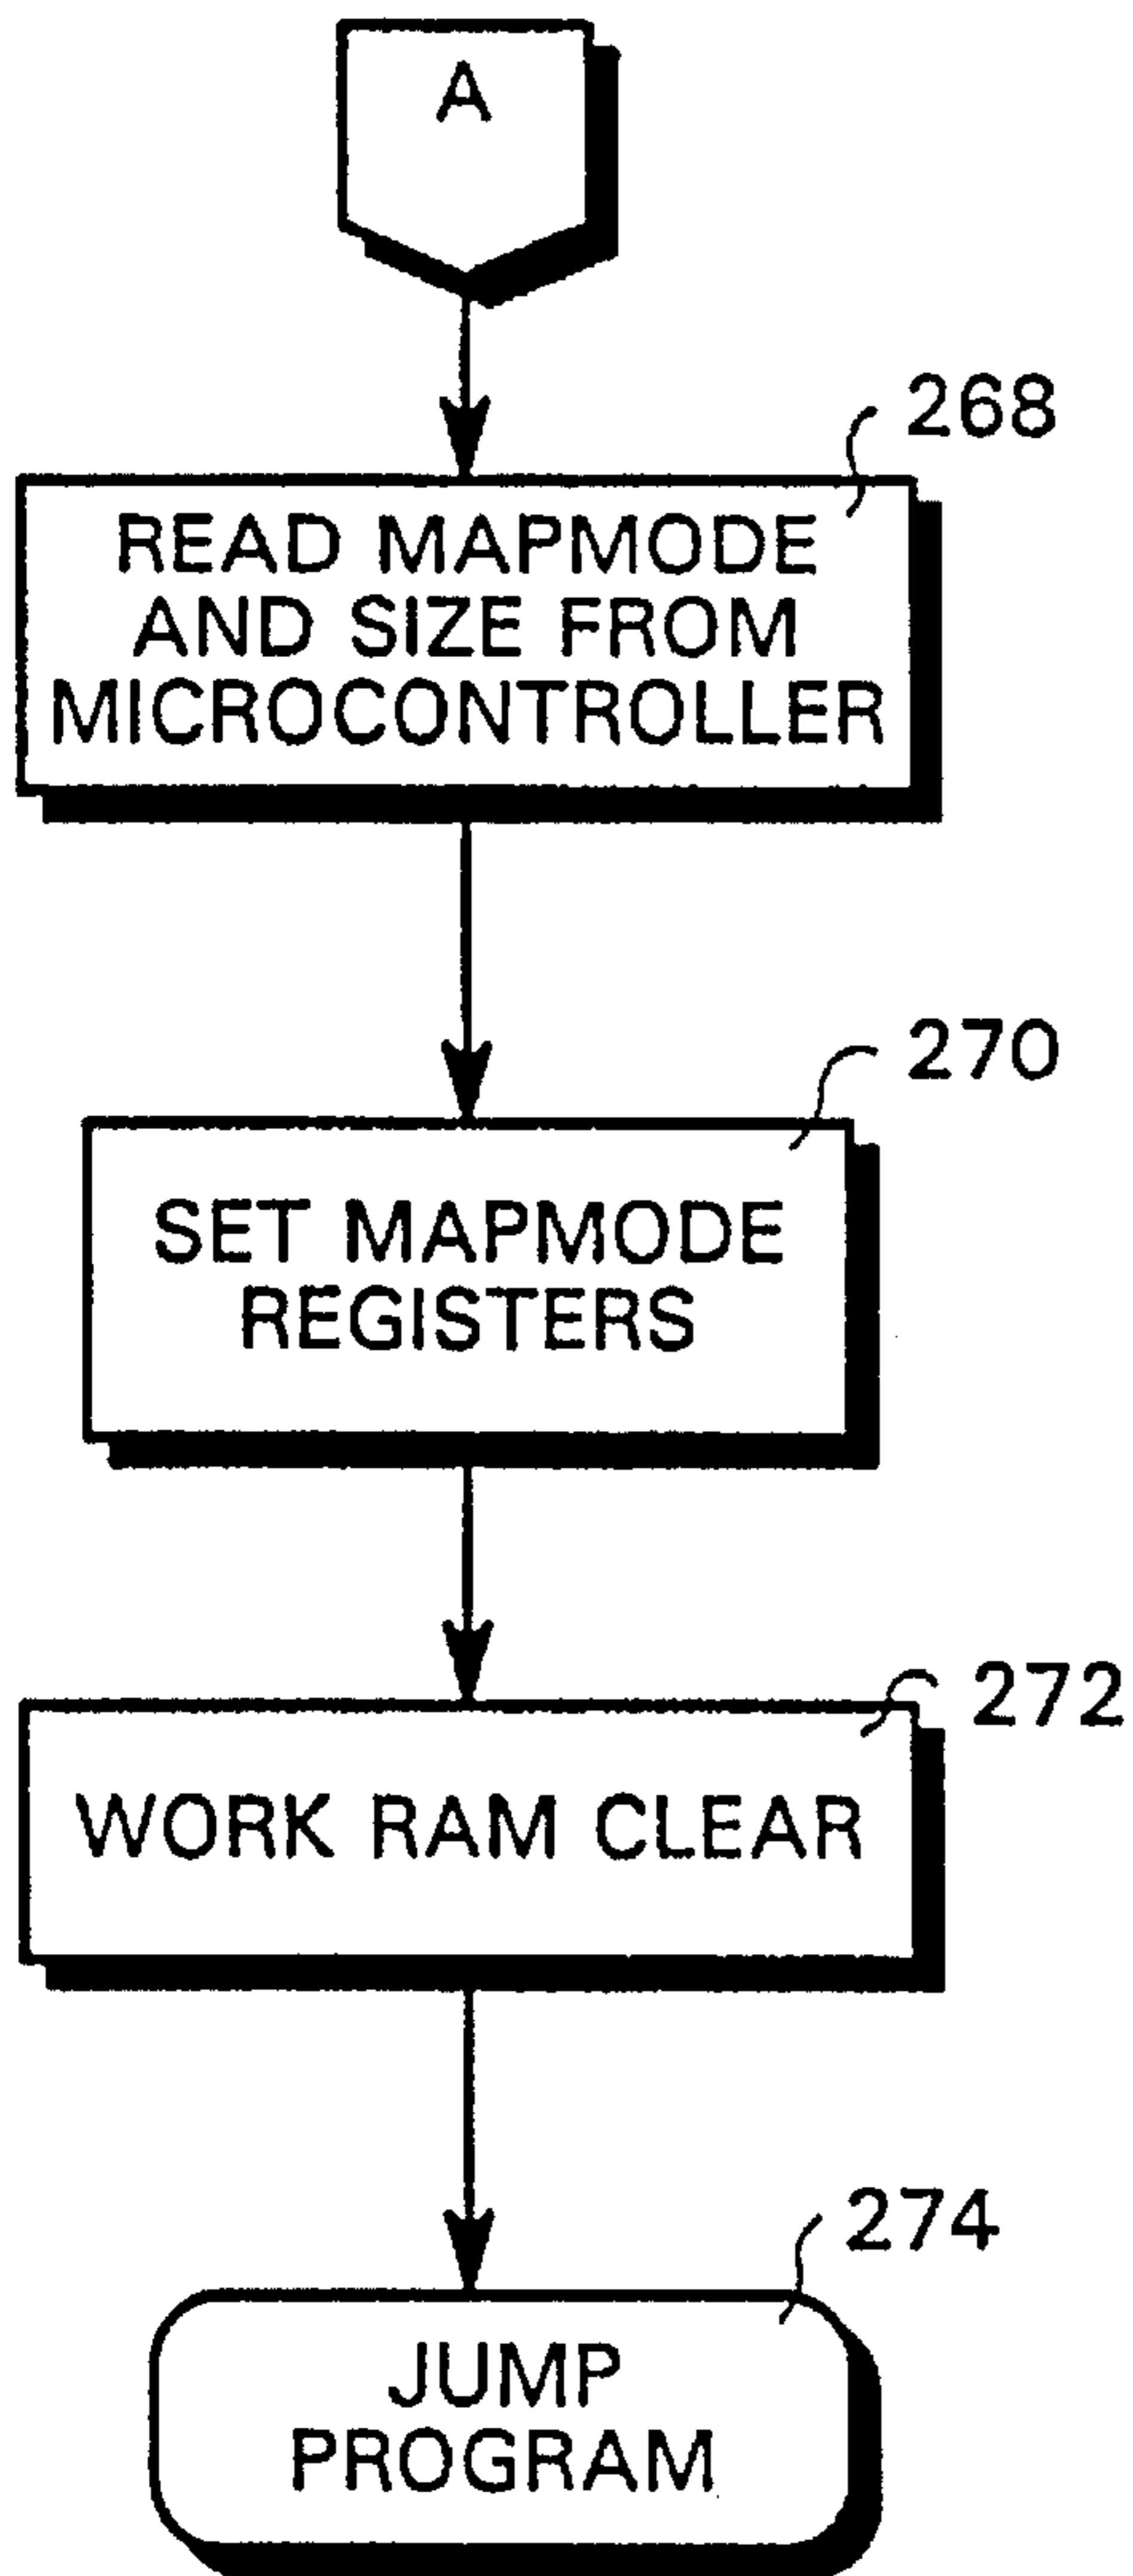 A
268
READ MAPMODE
AND SIZE FROM
MICROCONTROLLER
270
SET MAPMODE
REGISTERS
272
WORK RAM CLEAR
274
JUMP
PROGRAM